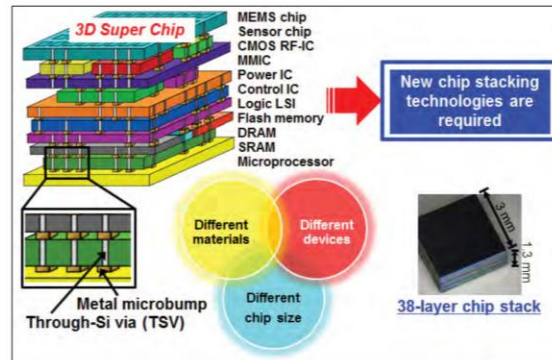 3D Super Chip
MEMS chip
Sensor chip
CMOS RF-IC
MMIC
Power IC
Control IC
Logic LSI
Flash memory
DRAM
SRAM
Microprocessor
New chip stacking
technologies are
required
Metal microbump
Through-Si via (TSV)
Different
materials
Different
devices
Different
chip size
3 mm
1.3 mm
38-layer chip stack